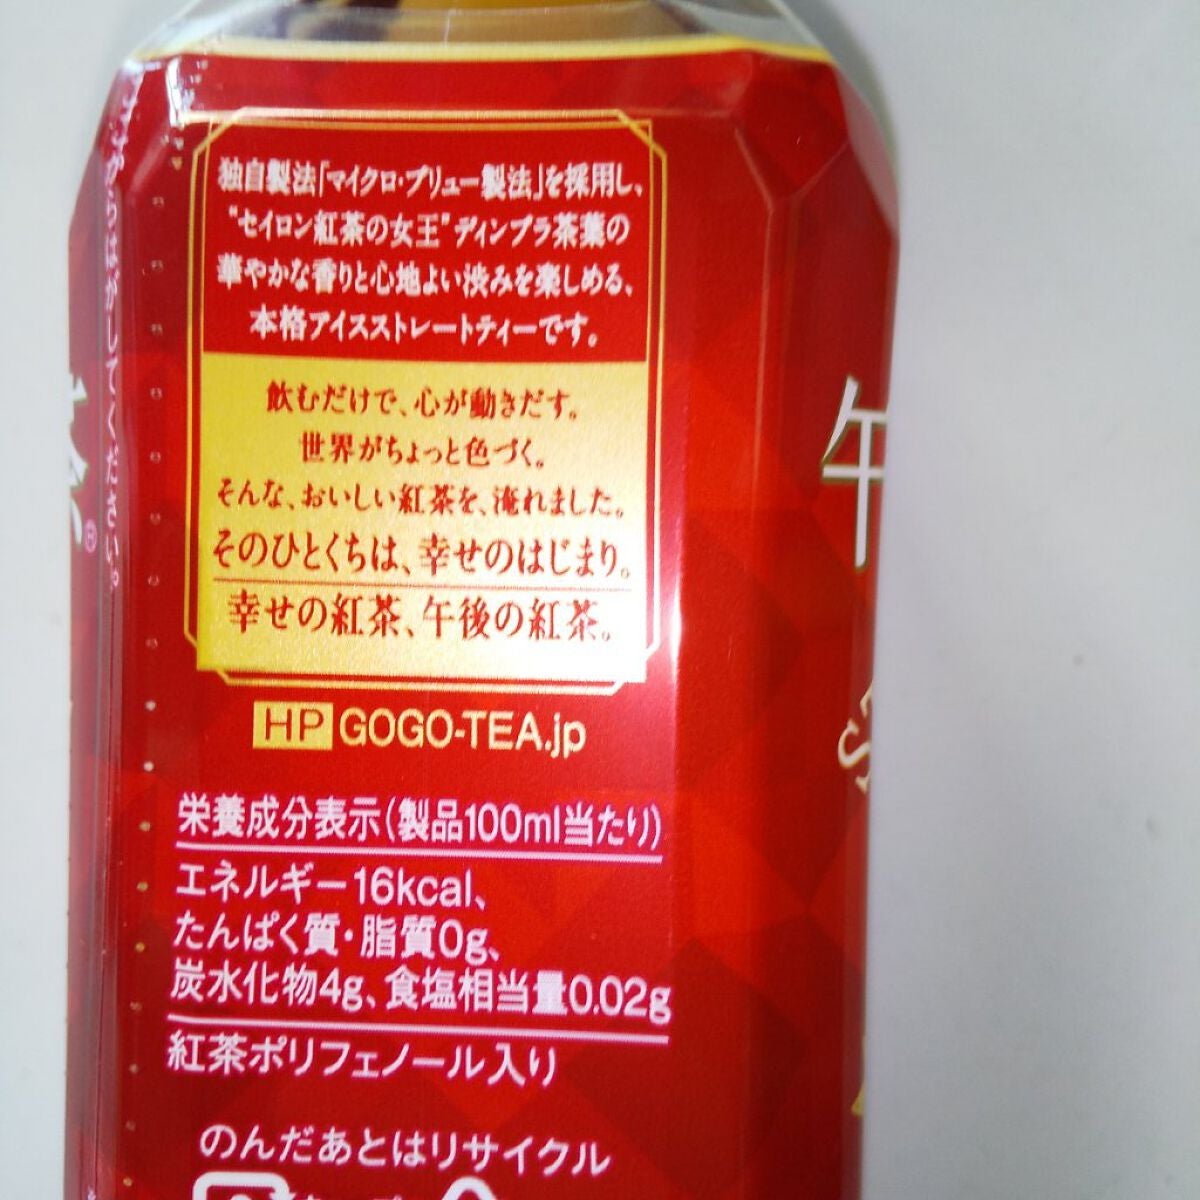 独自製法「マイクロ・ブリュー製法」を採用し、
"セイロン紅茶の女王"ディンブラ茶葉の
華やかな香りと心地よい渋みを楽しめる、
本格アイスストレートティーです。
飲むだけで、心が動きだす。
世界がちょっと色づく。
そんな、おいしい紅茶を、淹れました。
そのひとくちは、幸せのはじまり。
幸せの紅茶、午後の紅茶。
HP GOGO-TEA.jp
栄養成分表示(製品100ml当たり)
エネルギー16kcal、
たんぱく質・脂質0g、
炭水化物4g、食塩相当量0.02g
紅茶ポリフェノール入り
のんだあとはリサイクル
午
®